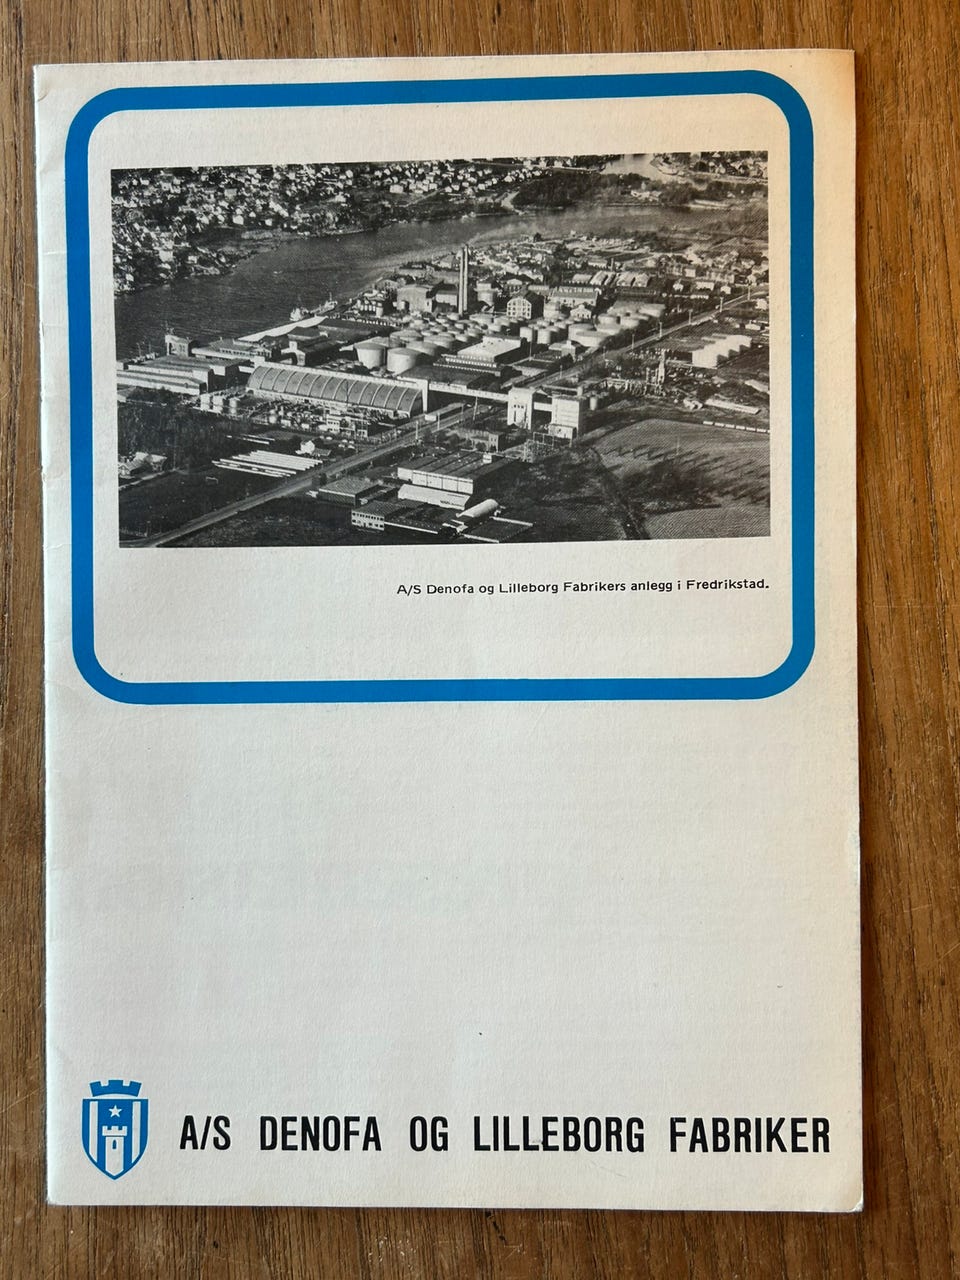 A/S Denofa og Lilleborg Fabrikers anlegg i Fredrikstad.
A/S DENOFA OG LILLEBORG FABRIKER